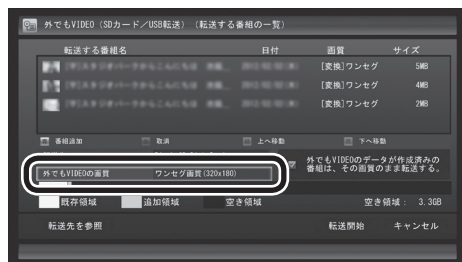 外でもVIDEO（SDカード／USB転送）（転送する番組の一覧）
転送する番組名 日付 画質 サイズ
[変換]ワンセグ 5MB
[変換]ワンセグ 4MB
[変換]ワンセグ 2MB
番組追加 取消 上へ移動 下へ移動
外でもVIDEOの画質 ワンセグ画質(320x180)
外でもVIDEOのデータが作成済みの
番組は、その画質のまま転送する。
既存領域 追加領域 空き領域 空き領域： 3.3GB
転送先を参照 転送開始 キャンセル